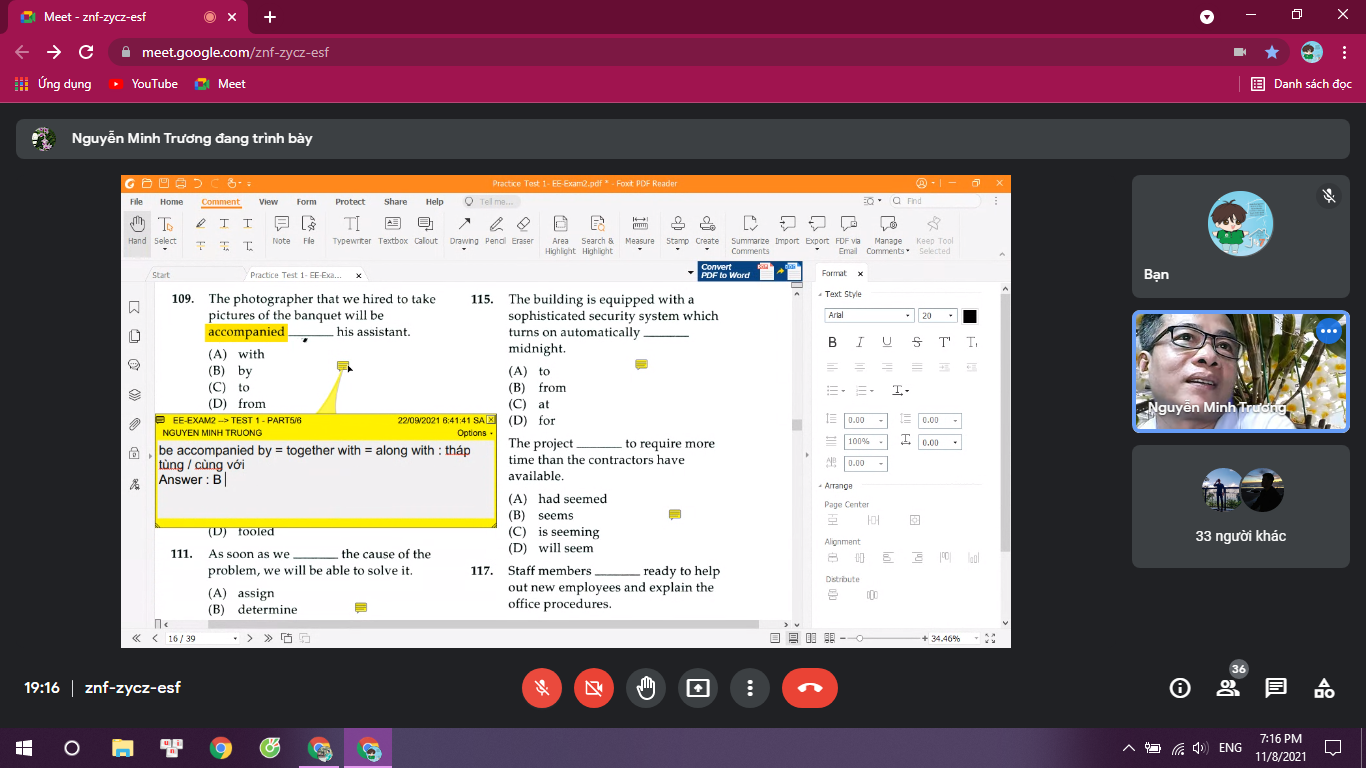 Meet - znf-zycz-esf
meet.google.com/znf-zycz-esf
Ứng dụng
YouTube
Meet
Danh sách đọc
Nguyễn Minh Trương đang trình bày
Practice Test 1- EE-Exam2.pdf * - Foxit PDF Reader
File Home Comment View Form Protect Share Help Tell me... Find
Hand Select Note File Typewriter Textbox Callout Drawing Pencil Eraser Area Highlight Search & Highlight Measure Stamp Create Summarize Comments Import Export FDF via Email Manage Comments Keep Tool Selected
Start
Practice Test 1- EE-Exa...
Convert PDF to Word
109. The photographer that we hired to take
pictures of the banquet will be
accompanied _______ his assistant.
(A) with
(B) by
(C) to
(D) from
EE-EXAM2 --> TEST 1 - PART5/6 22/09/2021 6:41:41 SA
NGUYEN MINH TRUONG Options
be accompanied by = together with = along with : tháp
tùng / cùng với
Answer : B
(D) fooled
111. As soon as we _______ the cause of the
problem, we will be able to solve it.
(A) assign
(B) determine
115. The building is equipped with a
sophisticated security system which
turns on automatically _______
midnight.
(A) to
(B) from
(C) at
(D) for
The project _______ to require more
time than the contractors have
available.
(A) had seemed
(B) seems
(C) is seeming
(D) will seem
117. Staff members _______ ready to help
out new employees and explain the
office procedures.
Format
Text Style
Arial 20
B I U S T T
0.00 0.00
100% 0.00
0.00
Arrange
Page Center
Alignment
Distribute
16 / 39
34.46%
Bạn
Nguyễn Minh Trương
33 người khác
19:16 | znf-zycz-esf
36
ENG
7:16 PM
11/8/2021